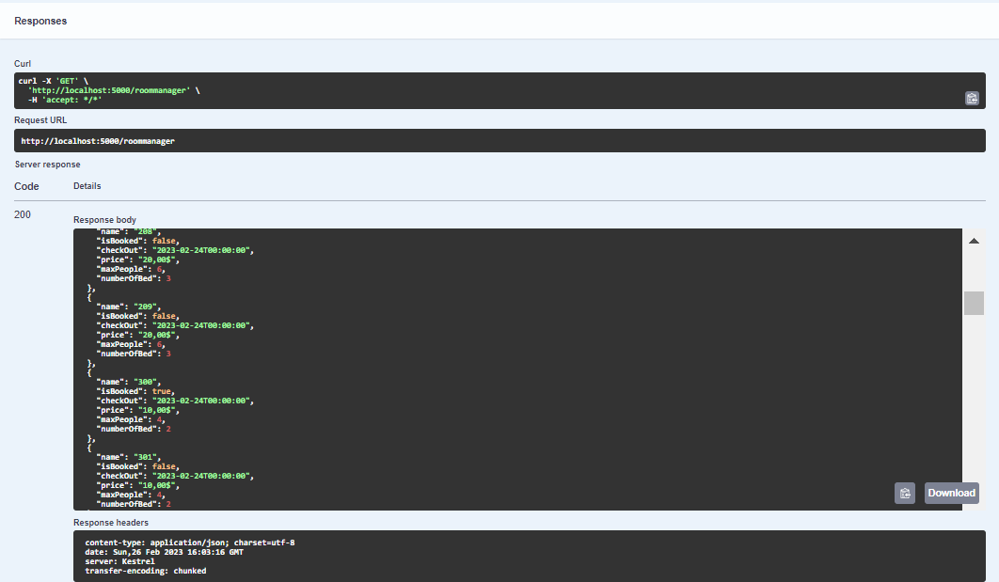 Responses
Curl
curl -X 'GET' \
'http://localhost:5000/roommanager' \
-H 'accept: */*'
Request URL
http://localhost:5000/roommanager
Server response
Code Details
200
Response body
"name": "208",
"isBooked": false,
"checkOut": "2023-02-24T00:00:00",
"price": "20,00$",
"maxPeople": 6,
"numberOfBed": 3
},
{
"name": "209",
"isBooked": false,
"checkOut": "2023-02-24T00:00:00",
"price": "20,00$",
"maxPeople": 6,
"numberOfBed": 3
},
{
"name": "300",
"isBooked": true,
"checkOut": "2023-02-24T00:00:00",
"price": "10,00$",
"maxPeople": 4,
"numberOfBed": 2
},
{
"name": "301",
"isBooked": false,
"checkOut": "2023-02-24T00:00:00",
"price": "10,00$",
"maxPeople": 4,
"numberOfBed": 2
Download
Response headers
content-type: application/json; charset=utf-8
date: Sun,26 Feb 2023 16:03:16 GMT
server: Kestrel
transfer-encoding: chunked